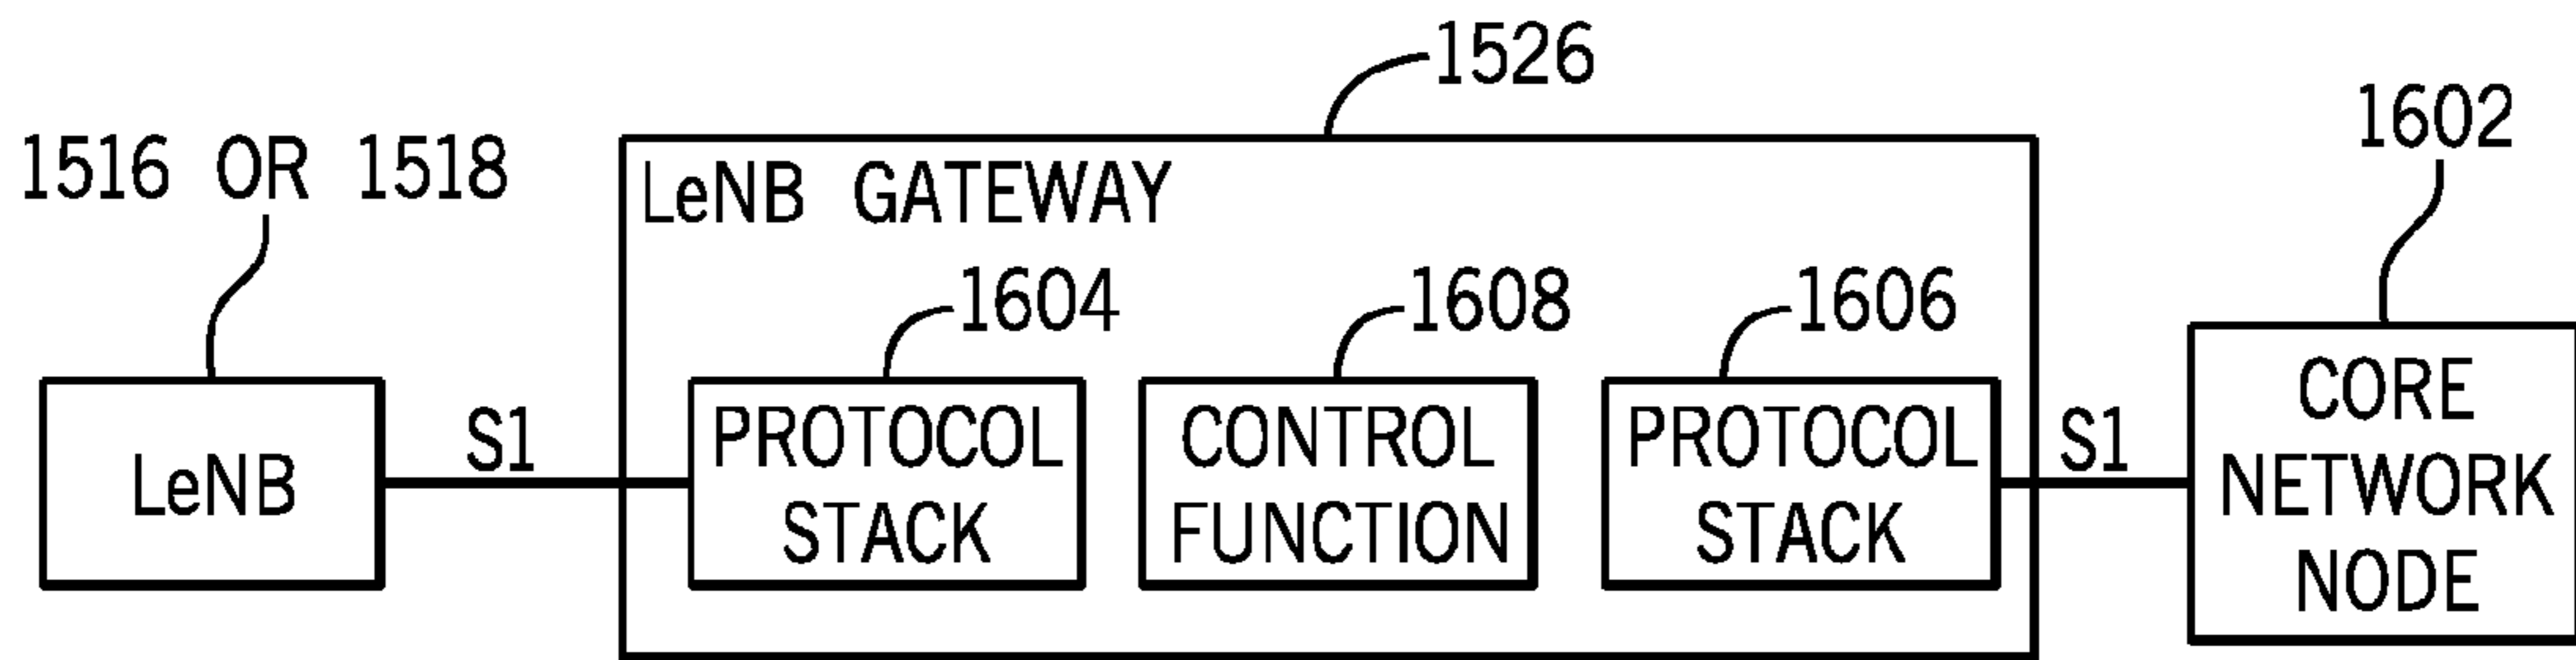 1526
1602
1516 OR 1518
LeNB GATEWAY
1604
1608
1606
LeNB
S1
PROTOCOL
STACK
CONTROL
FUNCTION
PROTOCOL
STACK
S1
CORE
NETWORK
NODE